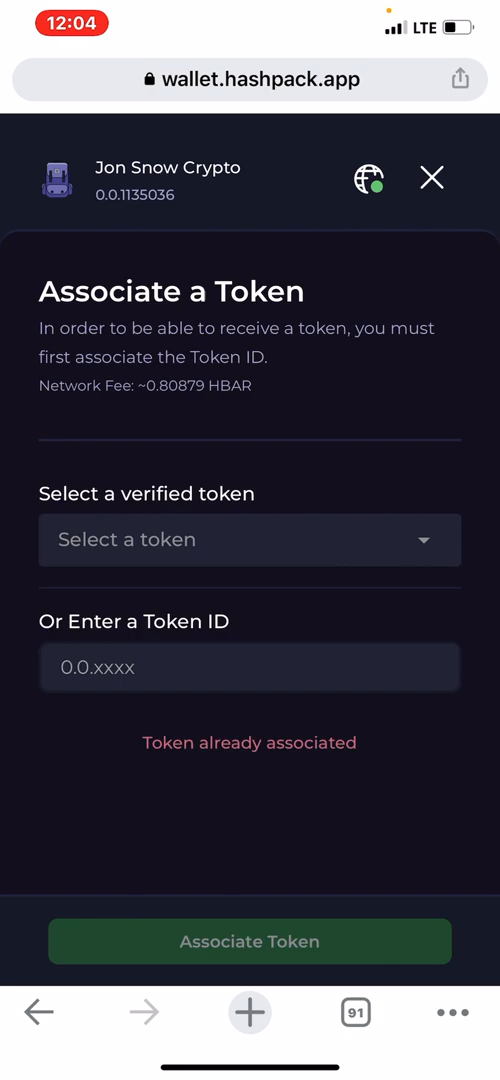 12:04
LTE
wallet.hashpack.app
Jon Snow Crypto
0.0.1135036
Associate a Token
In order to be able to receive a token, you must
first associate the Token ID.
Network Fee: ~0.80879 HBAR
Select a verified token
Select a token
Or Enter a Token ID
0.0.xxxx
Token already associated
Associate Token
91